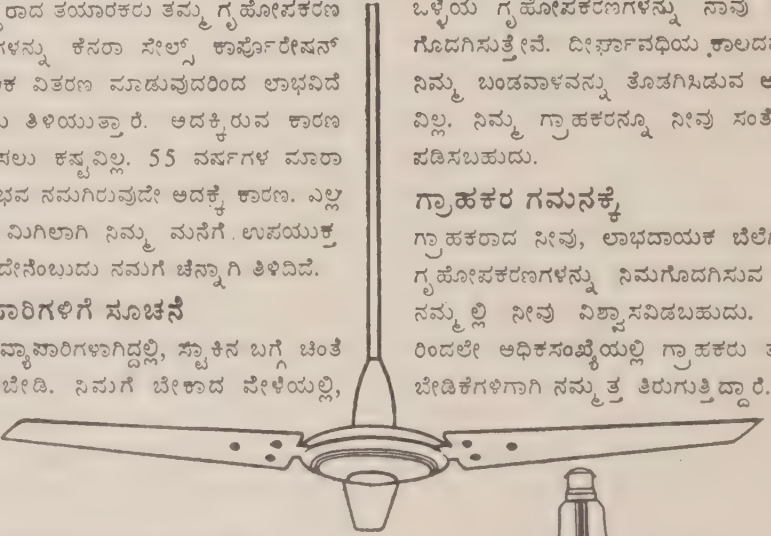 ರಾದ ತಯಾರಕರು ತಮ್ಮ ಗೃಹೋಪಕರಣ
ಗಳನ್ನು ಕೆನರಾ ಸೇಲ್ಸ್ ಕಾರ್ಪೊರೇಷನ್
ವಿತರಣ ಮಾಡುವುದರಿಂದ ಲಾಭವಿದೆ
ತಿಳಿಯುತ್ತಾರೆ. ಅದಕ್ಕಿರುವ ಕಾರಣ
ಸಲು ಕಷ್ಟವಿಲ್ಲ. 55 ವರ್ಷಗಳ ಮಾರಾ
ಭವ ನಮಗಿರುವುದೇ ಅದಕ್ಕೆ ಕಾರಣ. ಎಲ್ಲ
ಮಿಗಿಲಾಗಿ ನಿಮ್ಮ ಮನೆಗೆ ಉಪಯುಕ್ತ
ದೇನೆಂಬುದು ನಮಗೆ ಚೆನ್ನಾಗಿ ತಿಳಿದಿದೆ.
ಪಾರಿಗಳಿಗೆ ಸೂಚನೆ
ವ್ಯಾಪಾರಿಗಳಾಗಿದ್ದಲ್ಲಿ, ಸ್ಟಾಕಿನ ಬಗ್ಗೆ ಚಿಂತೆ
ಬೇಡಿ. ನಿಮಗೆ ಬೇಕಾದ ವೇಳೆಯಲ್ಲಿ,
ಒಳ್ಳೆಯ ಗೃಹೋಪಕರಣಗಳನ್ನು ನಾವು
ಗೊದಗಿಸುತ್ತೇವೆ. ದೀರ್ಘಾವಧಿಯ ಕಾಲದ
ನಿಮ್ಮ ಬಂಡವಾಳವನ್ನು ತೊಡಗಿಸಿಡುವ ಅ
ವಿಲ್ಲ. ನಿಮ್ಮ ಗ್ರಾಹಕರನ್ನೂ ನೀವು ಸಂತೆ
ಪಡಿಸಬಹುದು.
ಗ್ರಾಹಕರ ಗಮನಕ್ಕೆ
ಗ್ರಾಹಕರಾದ ನೀವು, ಲಾಭದಾಯಕ ಬೆಲೆಗ
ಗೃಹೋಪಕರಣಗಳನ್ನು ನಿಮಗೊದಗಿಸುವ
ನಮ್ಮಲ್ಲಿ ನೀವು ವಿಶ್ವಾಸವಿಡಬಹುದು.
ರಿಂದಲೇ ಅಧಿಕಸಂಖ್ಯೆಯಲ್ಲಿ ಗ್ರಾಹಕರು ತ
ಬೇಡಿಕೆಗಳಿಗಾಗಿ ನಮ್ಮತ್ತ ತಿರುಗುತ್ತಿದ್ದಾರೆ.